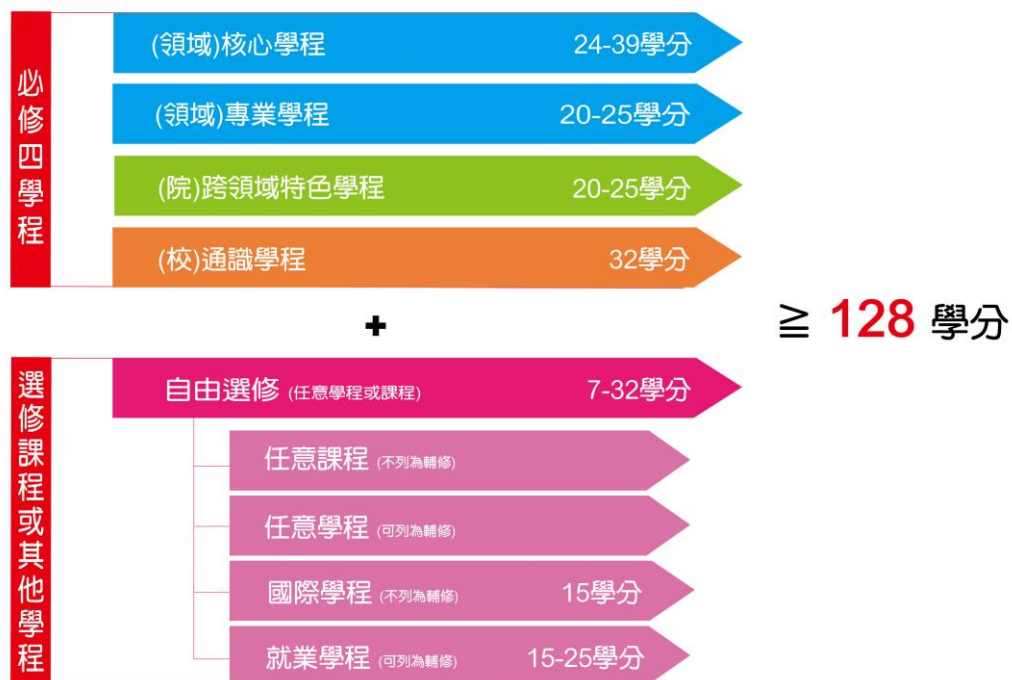 必修四學程
(領域)核心學程 24-39學分
(領域)專業學程 20-25學分
(院)跨領域特色學程 20-25學分
(校)通識學程 32學分
+
≧ 128 學分
選修課程或其他學程
自由選修 (任意學程或課程) 7-32學分
任意課程 (不列為輔修)
任意學程 (可列為輔修)
國際學程 (不列為輔修) 15學分
就業學程 (可列為輔修) 15-25學分